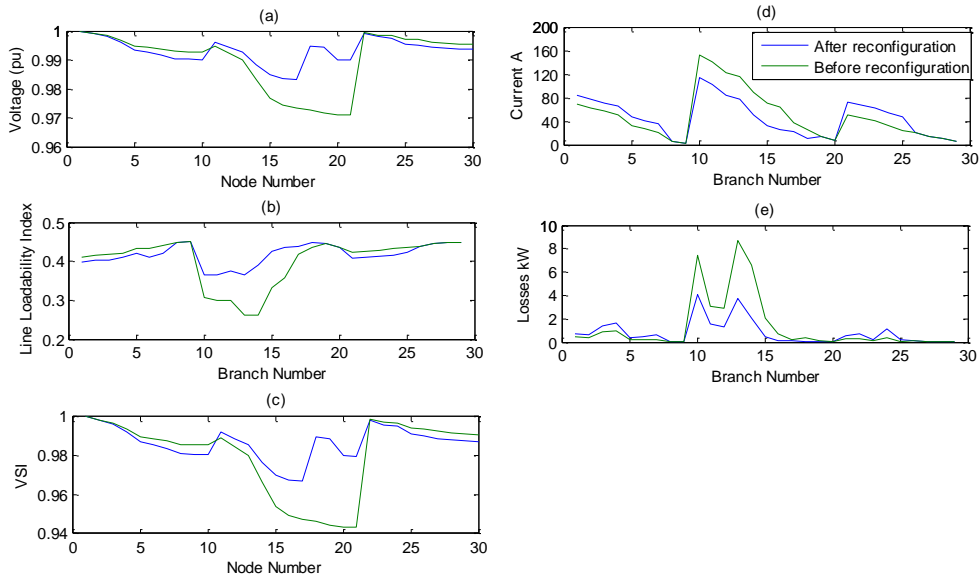 (a)
Voltage (pu)
1
0.99
0.98
0.97
0.96
0 5 10 15 20 25 30
Node Number
(b)
Line Loadability Index
0.5
0.4
0.3
0.2
0 5 10 15 20 25 30
Branch Number
(c)
VSI
1
0.98
0.96
0.94
0 5 10 15 20 25 30
Node Number
(d)
Current A
200
160
120
80
40
0
0 5 10 15 20 25 30
Branch Number
After reconfiguration
Before reconfiguration
(e)
Losses kW
10
8
6
4
2
0
0 5 10 15 20 25 30
Branch Number